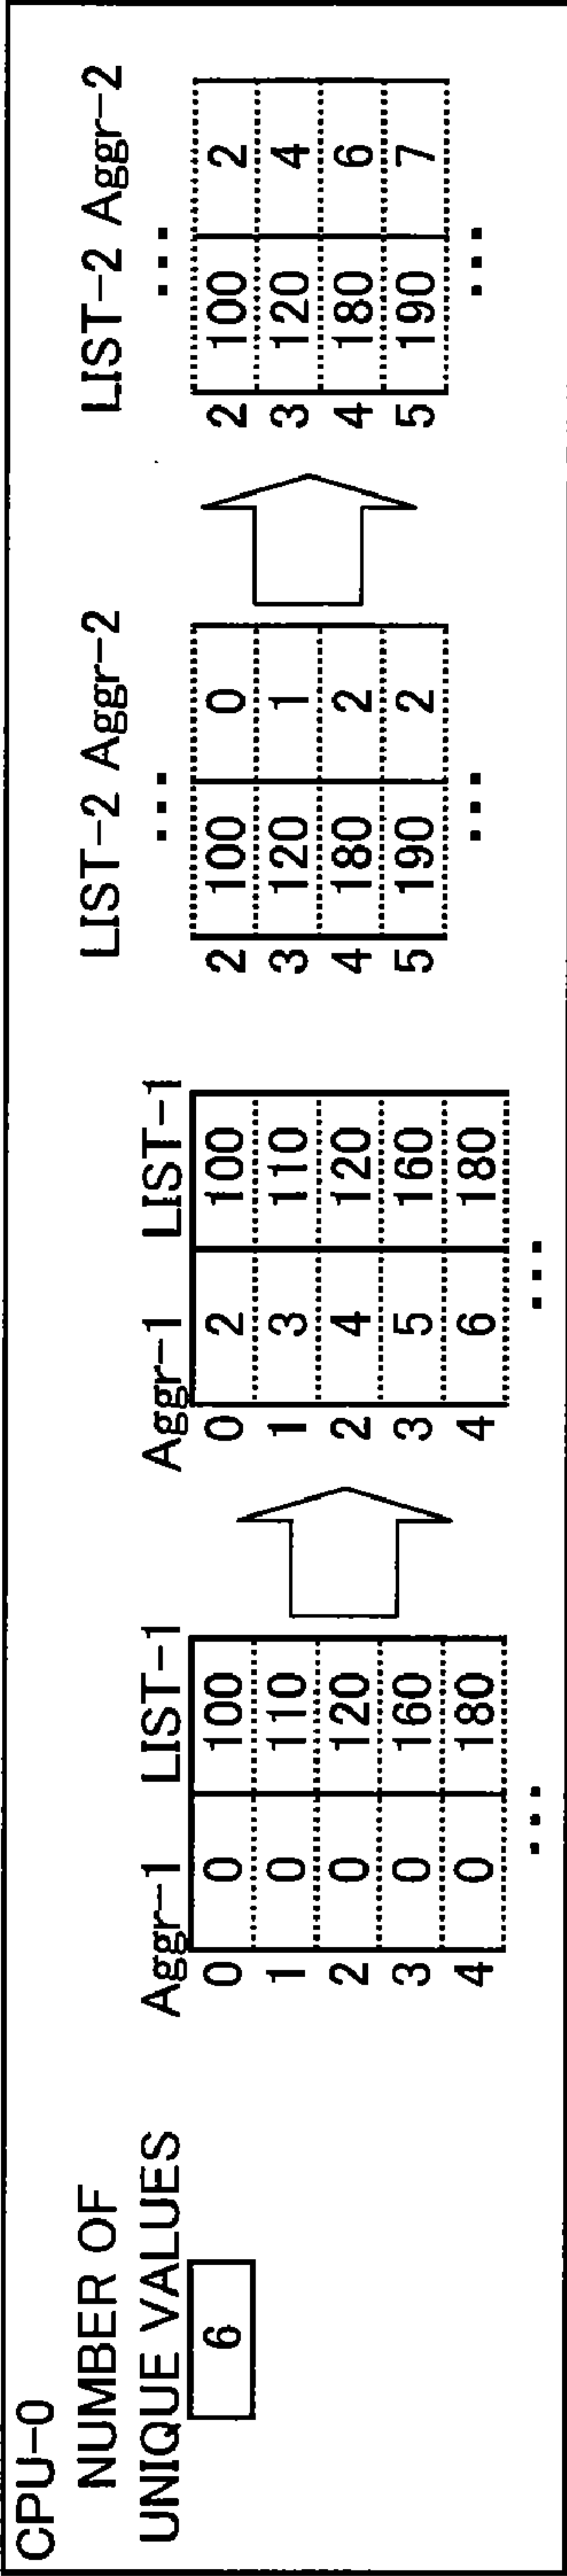 CPU-0
NUMBER OF
UNIQUE VALUES
6
Aggr-1 LIST-1
0 0 100
1 0 110
2 0 120
3 0 160
4 0 180
...
Aggr-1 LIST-1
0 2 100
1 3 110
2 4 120
3 5 160
4 6 180
...
LIST-2 Aggr-2
...
2 100 0
3 120 1
4 180 2
5 190 2
...
LIST-2 Aggr-2
...
2 100 2
3 120 4
4 180 6
5 190 7
...